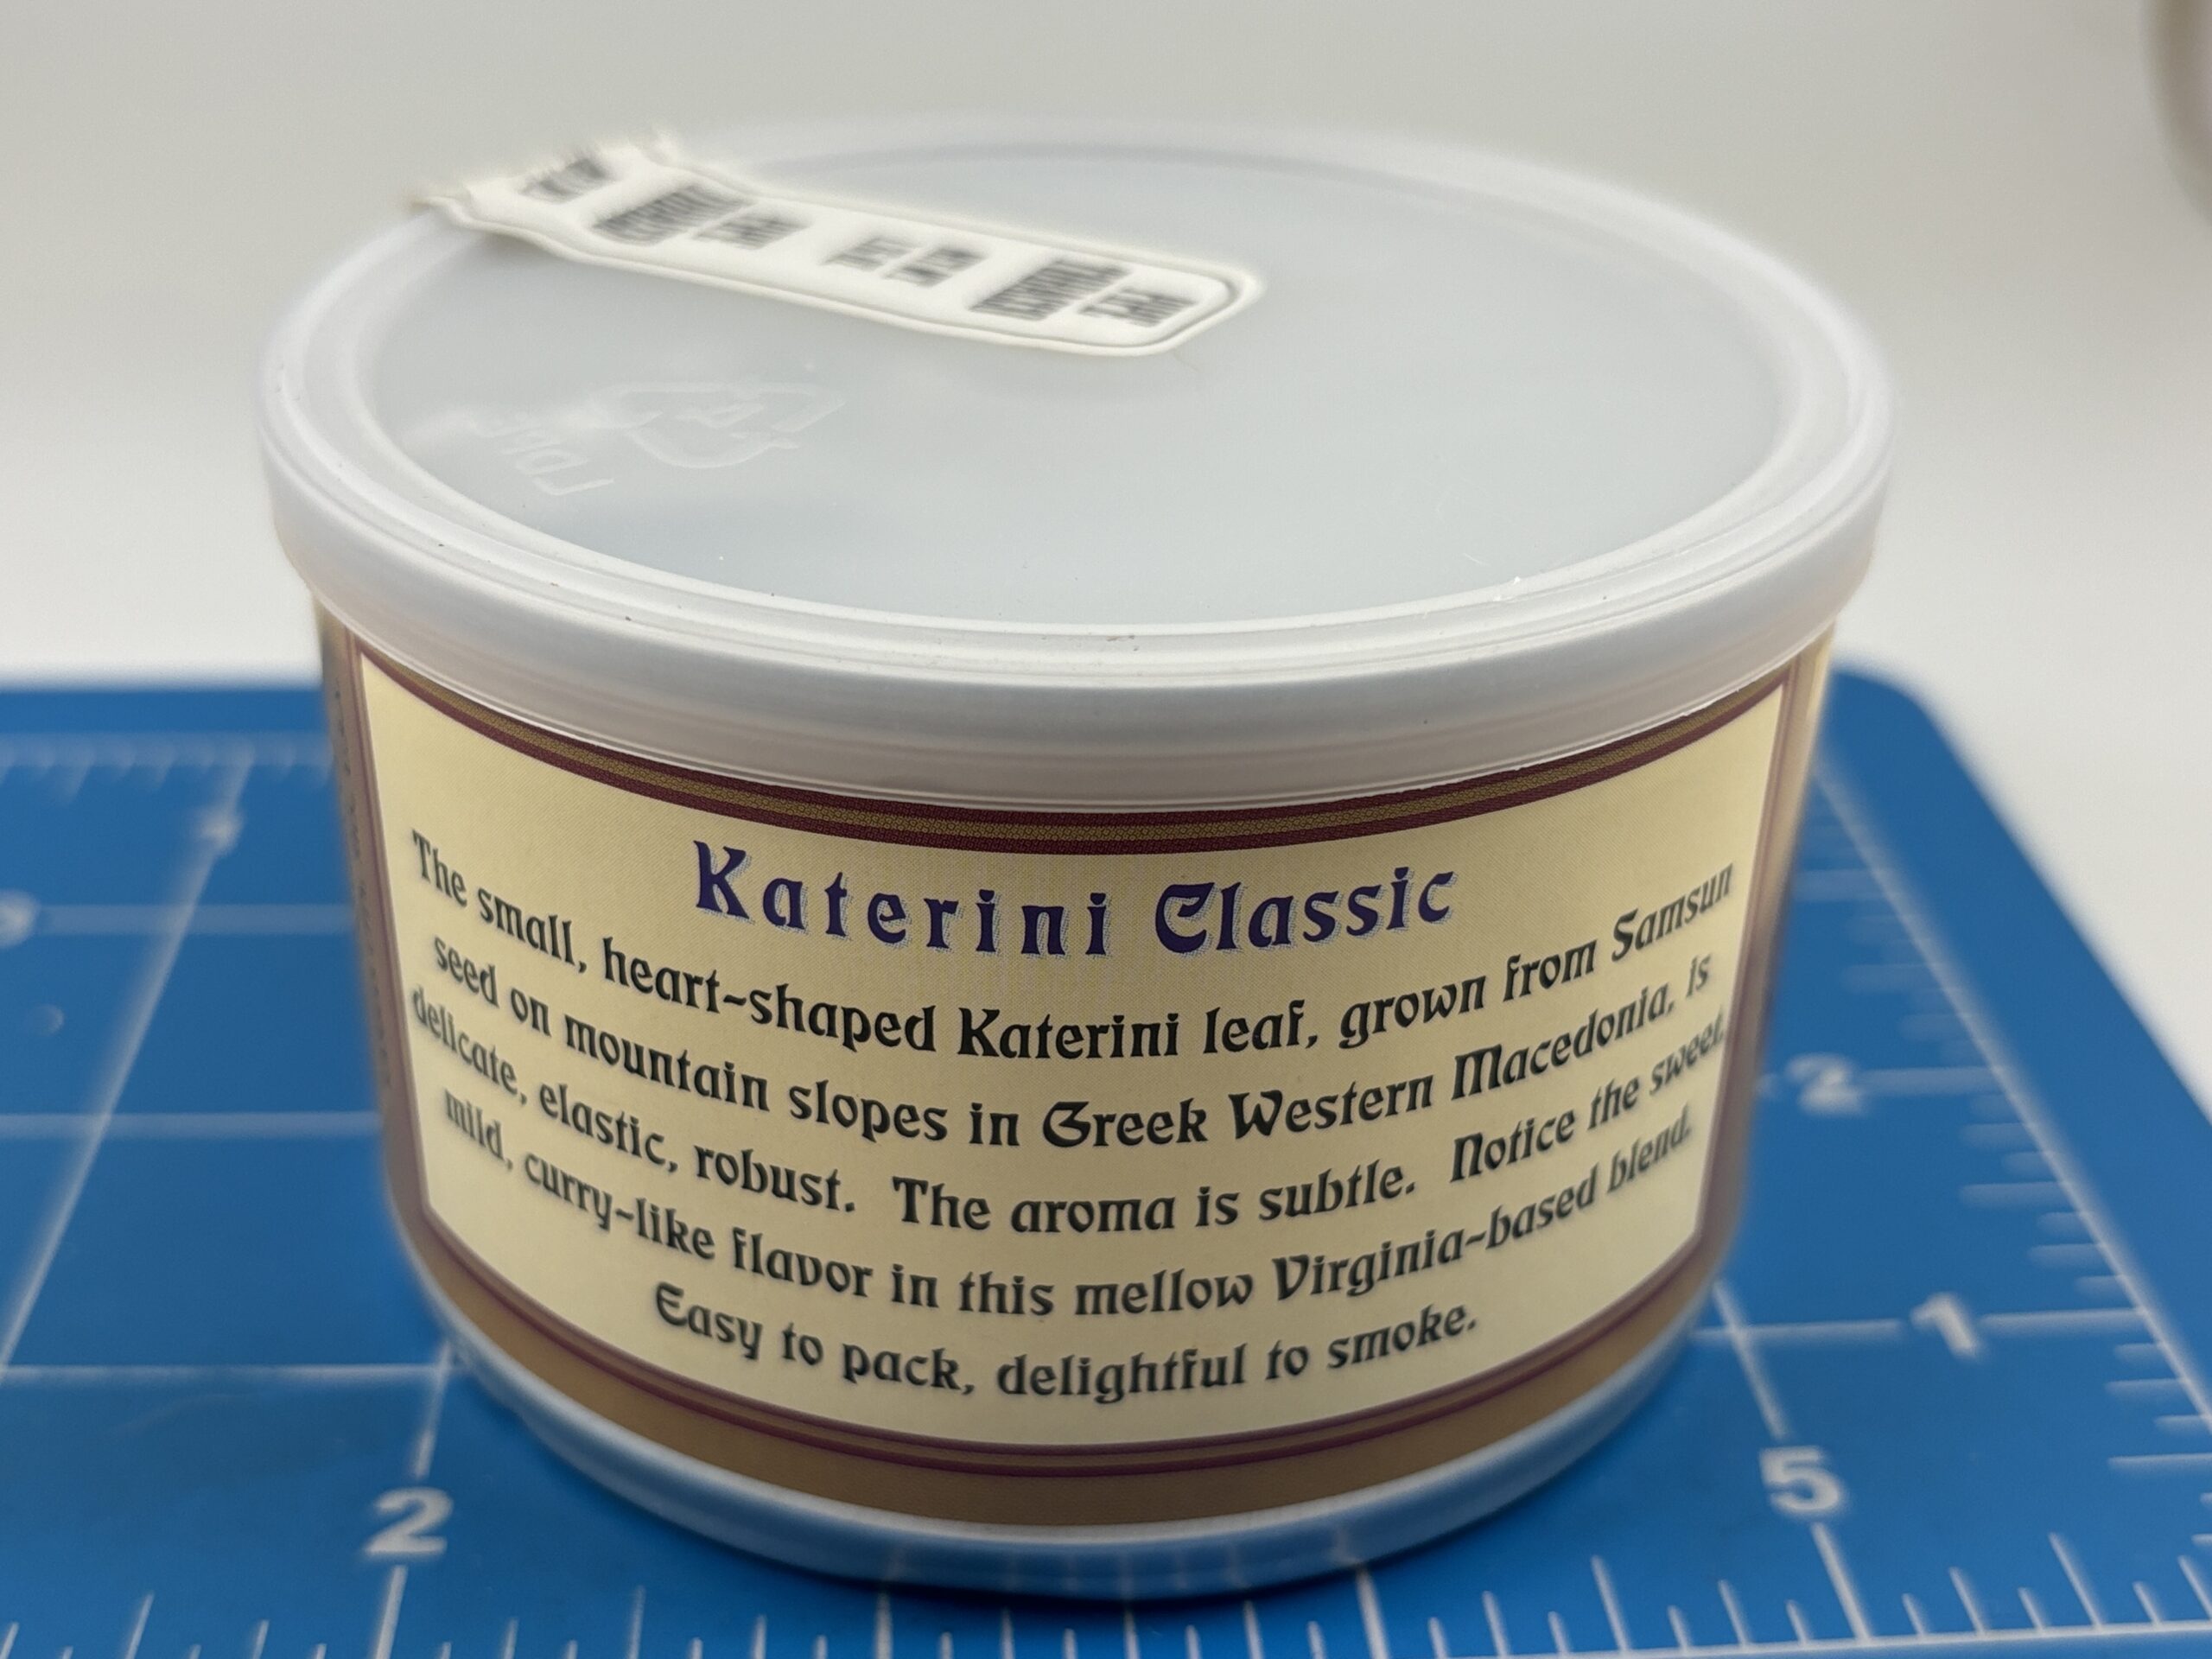 Katerini Classic
The small, heart-shaped Katerini leaf, grown from Samsun
seed on mountain slopes in Greek Western Macedonia, is
delicate, elastic, robust. The aroma is subtle. Notice the sweet,
mild, curry-like flavor in this mellow Virginia-based blend.
Easy to pack, delightful to smoke.
2
1
2
5